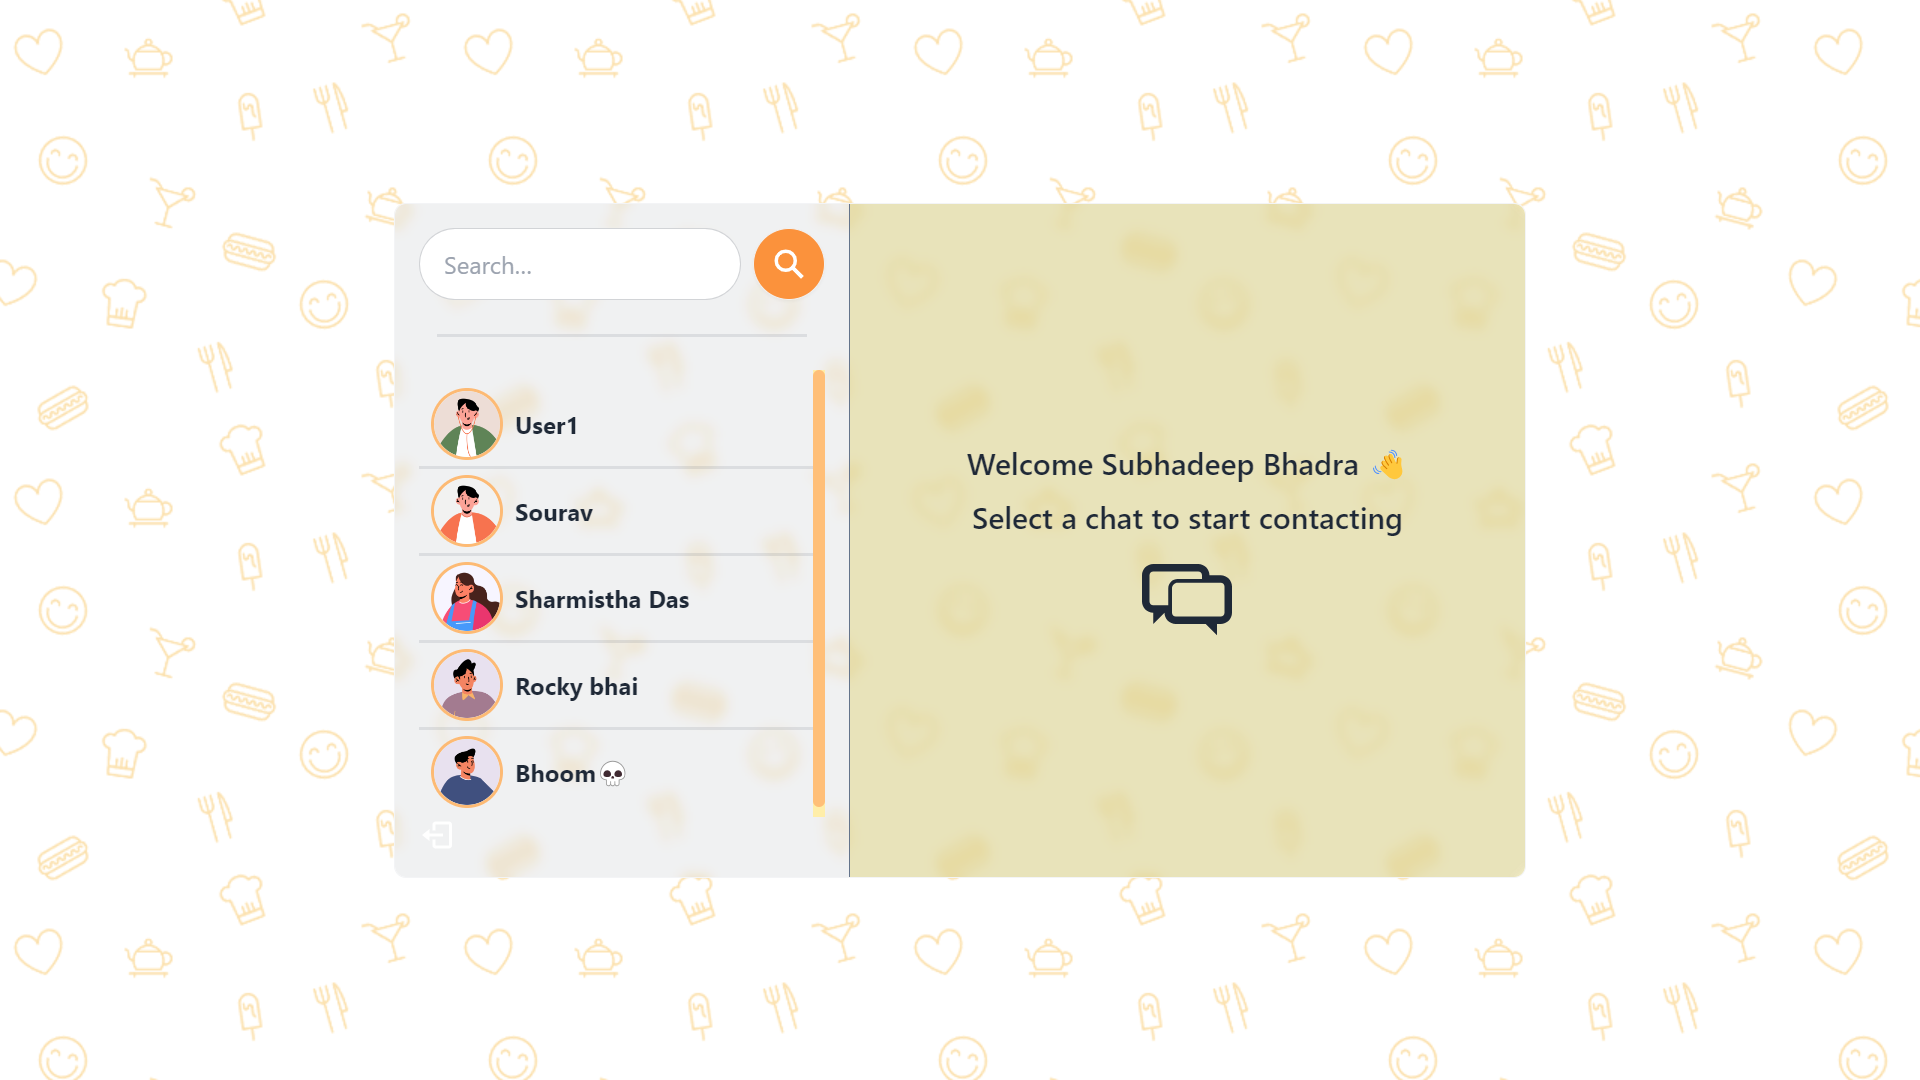 Search...
User1
Sourav
Sharmistha Das
Rocky bhai
Bhoom💀
Welcome Subhadeep Bhadra 👋
Select a chat to start contacting